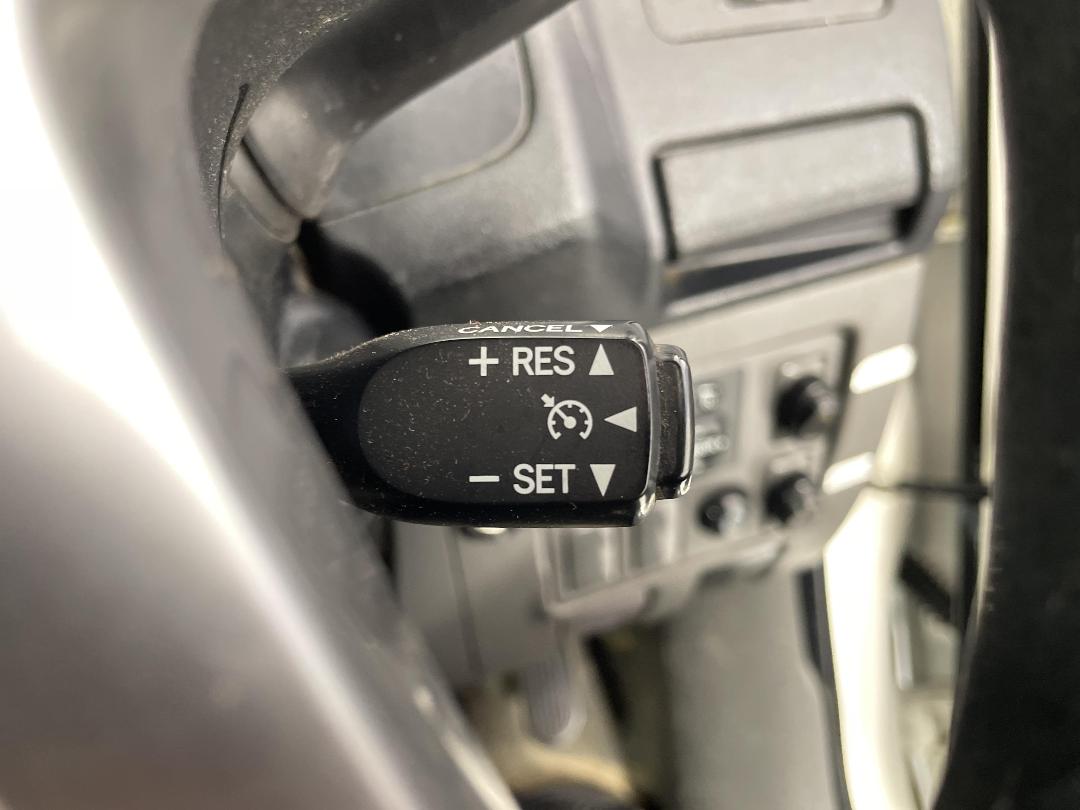 CANCEL ▼
+ RES ▲
◀
− SET ▼